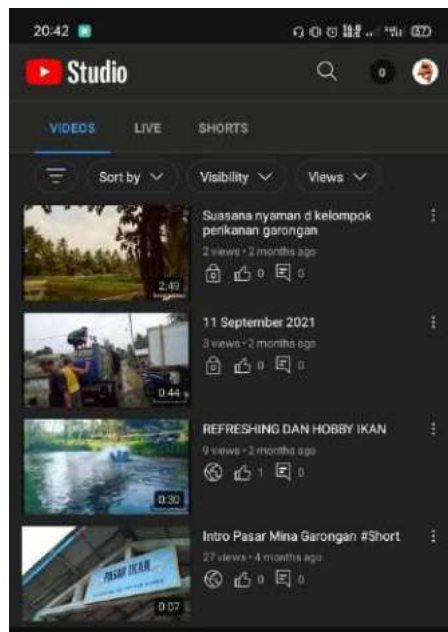 20:42
Studio
0
VIDEOS LIVE SHORTS
Sort by Visibility Views
Suasana nyaman d kelompok
perikanan garongan
2 views • 2 months ago
0 0
2:49
11 September 2021
3 views • 2 months ago
0 0
0:44
REFRESHING DAN HOBBY IKAN
9 views • 2 months ago
1 0
0:30
Intro Pasar Mina Garongan #Short
27 views • 4 months ago
0 0
PASAR IKAN
0:07